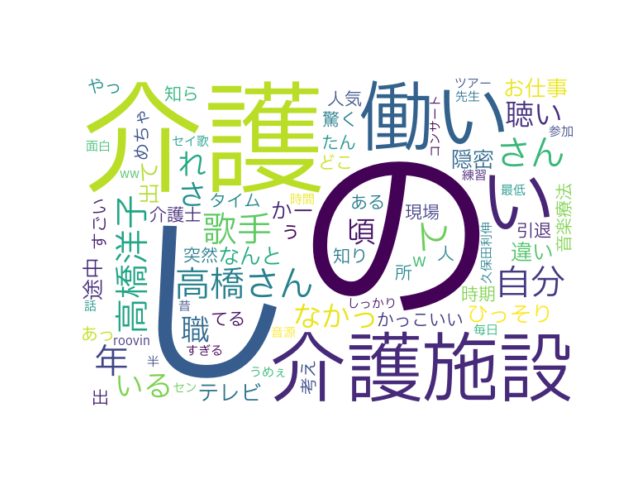 やっ
知ら
人気
ツアー
先生
お仕事
介護
働い
驚く
コンサート
聴い
参加
面白
めちゃ
セイ歌
たん
どこ
隠密
さん
ww
出て
れ
さ
タイム
ある
現場
練習
最低
時間
い
の
し
すごい
高橋洋子
介護士
歌手
かー
う
頃
て
w
人
久保田利伸
引退
音楽療法
突然
なんと
知り
所
違い
途中
高橋さん
自分
時期
しっかり
なかっ
かっこいい
ひっそり
話
あっ
roovin
昔
職
てる
音源
毎日
年
半
すぎる
介護施設
出
いる
セン
テレビ
うめぇ
考え